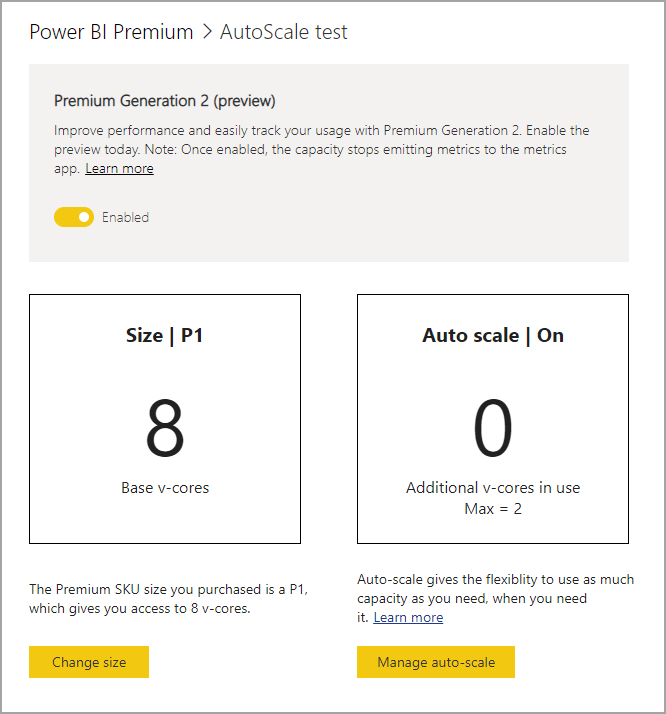 Power BI Premium > AutoScale test
Premium Generation 2 (preview)
Improve performance and easily track your usage with Premium Generation 2. Enable the
preview today. Note: Once enabled, the capacity stops emitting metrics to the metrics
app. Learn more
Enabled
Size | P1
8
Base v-cores
Auto scale | On
0
Additional v-cores in use
Max = 2
The Premium SKU size you purchased is a P1,
which gives you access to 8 v-cores.
Change size
Auto-scale gives the flexiblity to use as much
capacity as you need, when you need
it. Learn more
Manage auto-scale